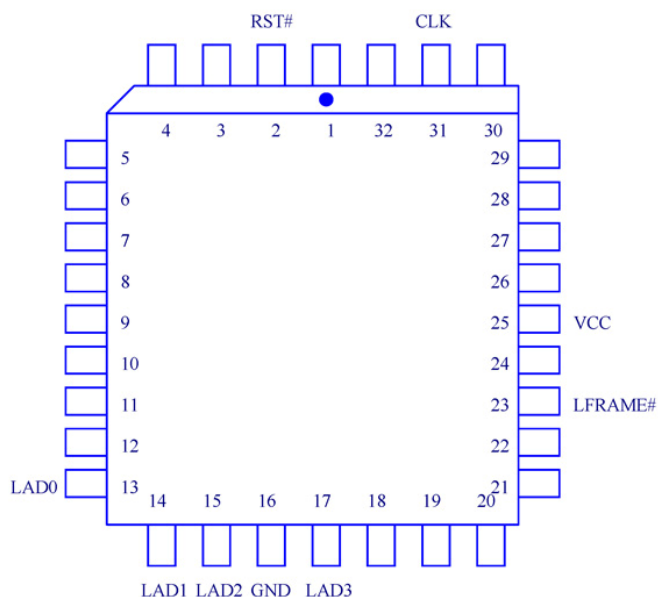 RST# CLK
4 3 2 1 32 31 30
5 29
6 28
7 27
8 26
9 25 VCC
10 24
11 23 LFRAME#
12 22
LAD0 13 21
14 15 16 17 18 19 20
LAD1 LAD2 GND LAD3